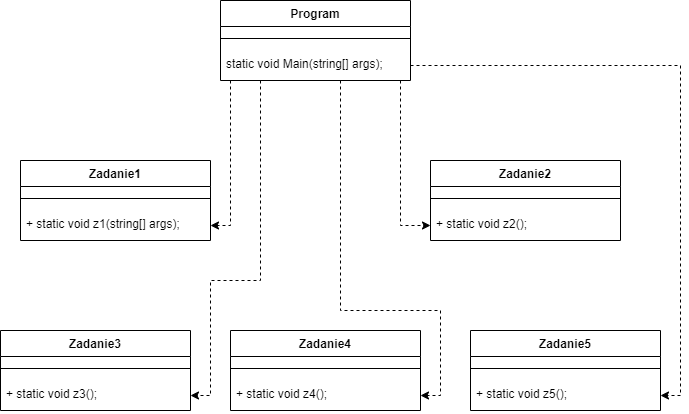 Program
static void Main(string[] args);
Zadanie1
+ static void z1(string[] args);
Zadanie2
+ static void z2();
Zadanie3
+ static void z3();
Zadanie4
+ static void z4();
Zadanie5
+ static void z5();